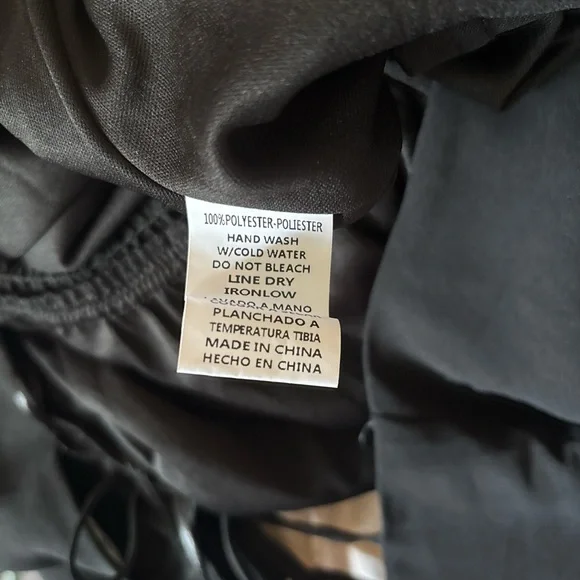 100%POLYESTER-POLIESTER
HAND WASH
W/COLD WATER
DO NOT BLEACH
LINE DRY
IRONLOW
A MANO
PLANCHADO A
TEMPERATURA TIBIA
MADE IN CHINA
HECHO EN CHINA